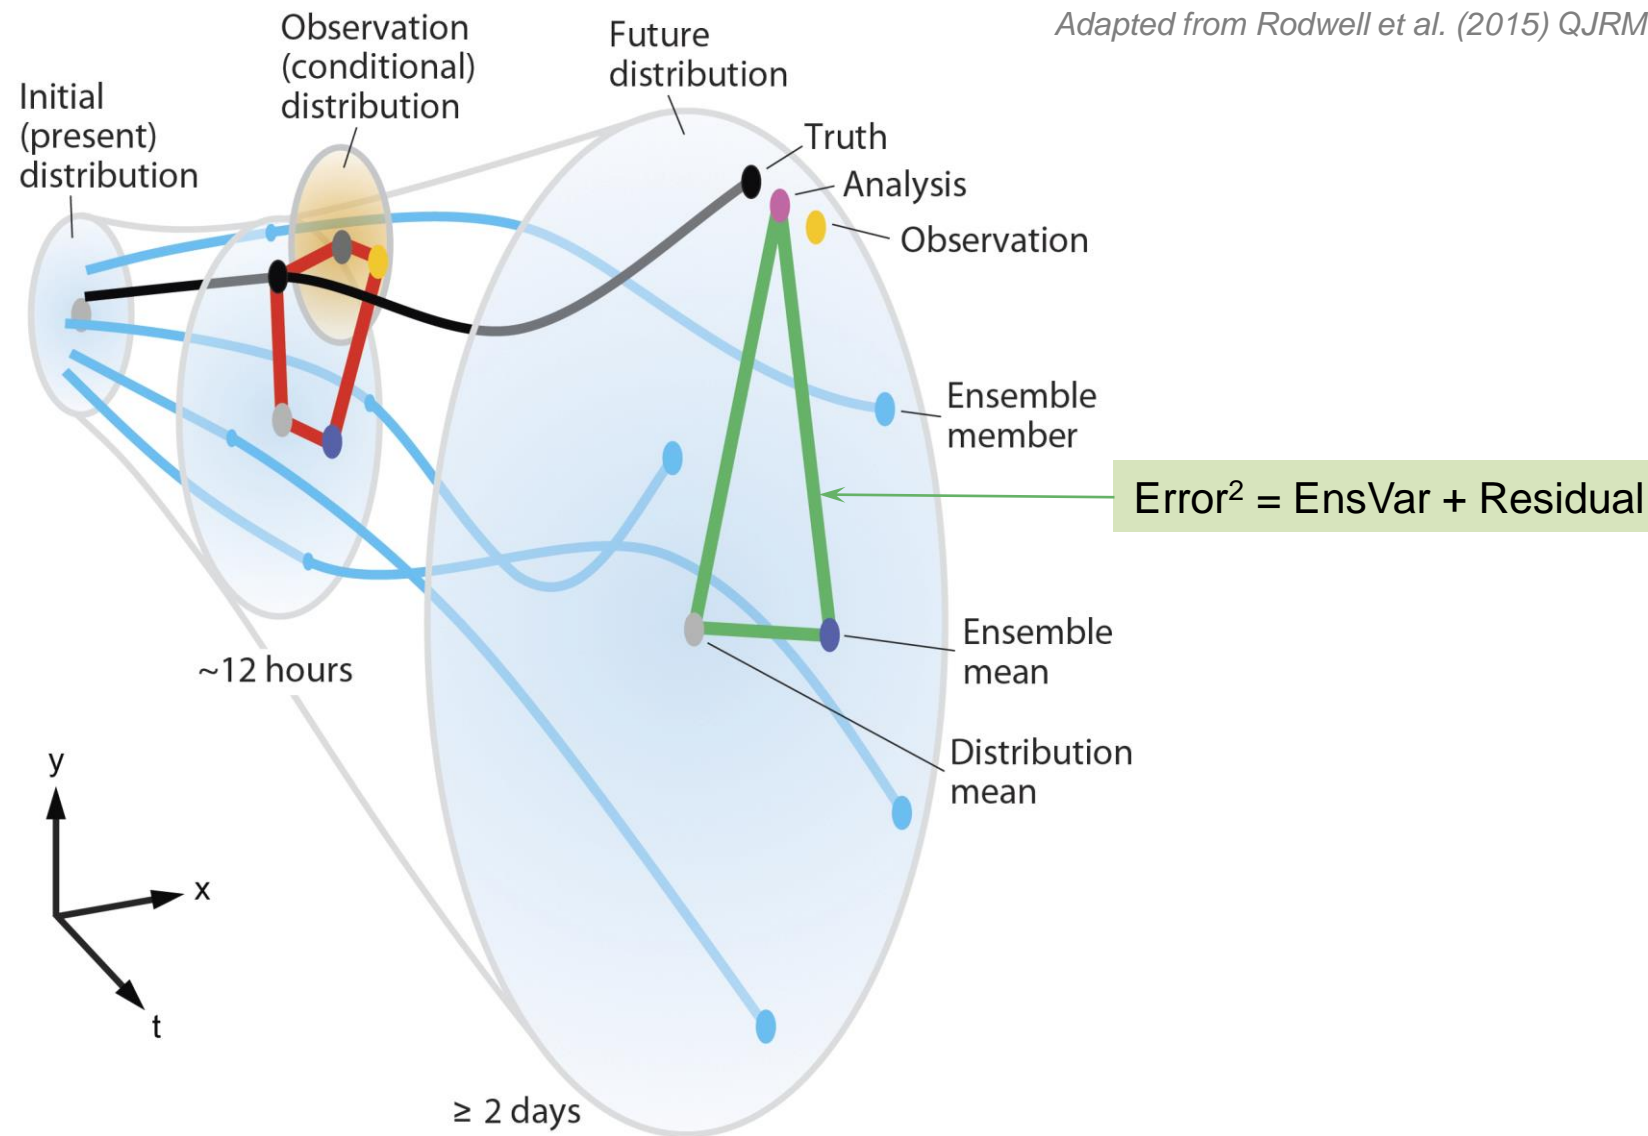 Adapted from Rodwell et al. (2015) QJRM
Observation
(conditional)
distribution
Future
distribution
Initial
(present)
distribution
Truth
Analysis
Observation
Ensemble
member
Error² = EnsVar + Residual
Ensemble
mean
~12 hours
Distribution
mean
y
x
t
≥ 2 days